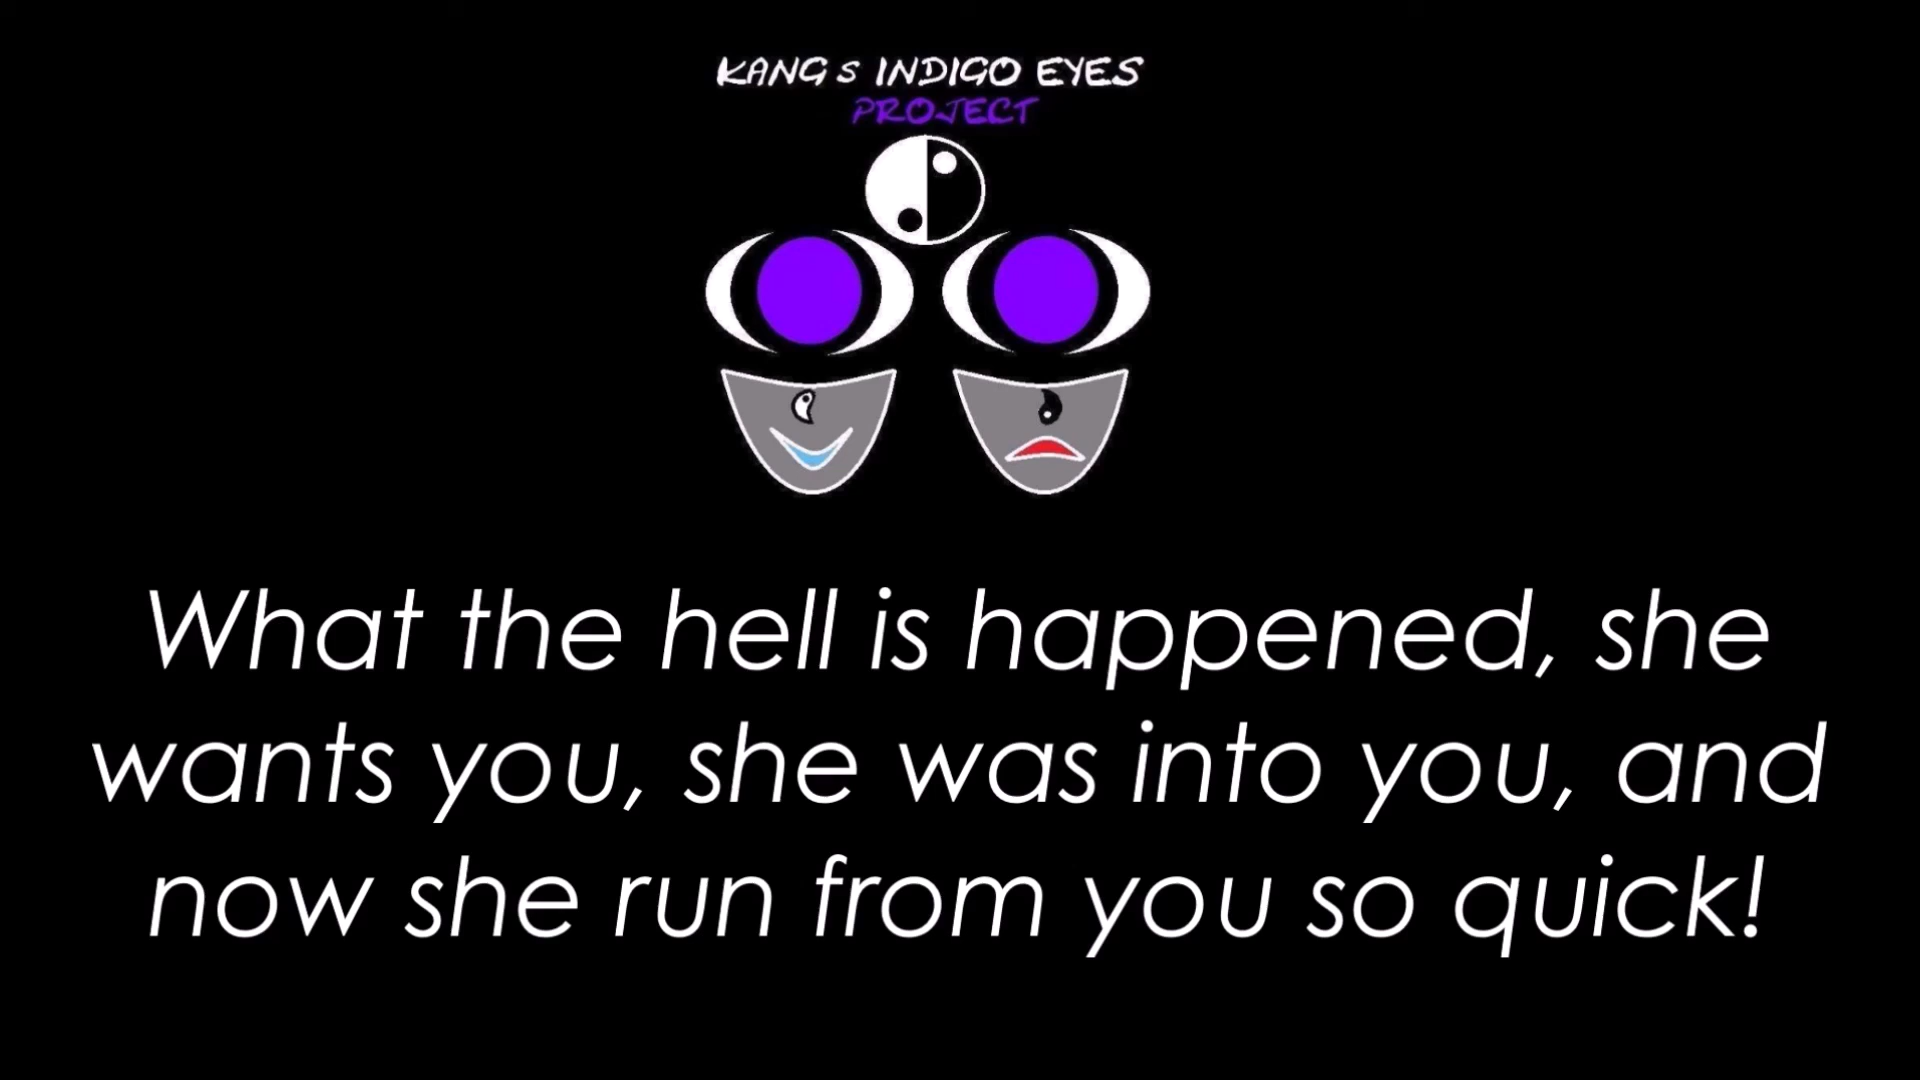 KANG s INDIGO EYES
PROJECT
What the hell is happened, she
wants you, she was into you, and
now she run from you so quick!